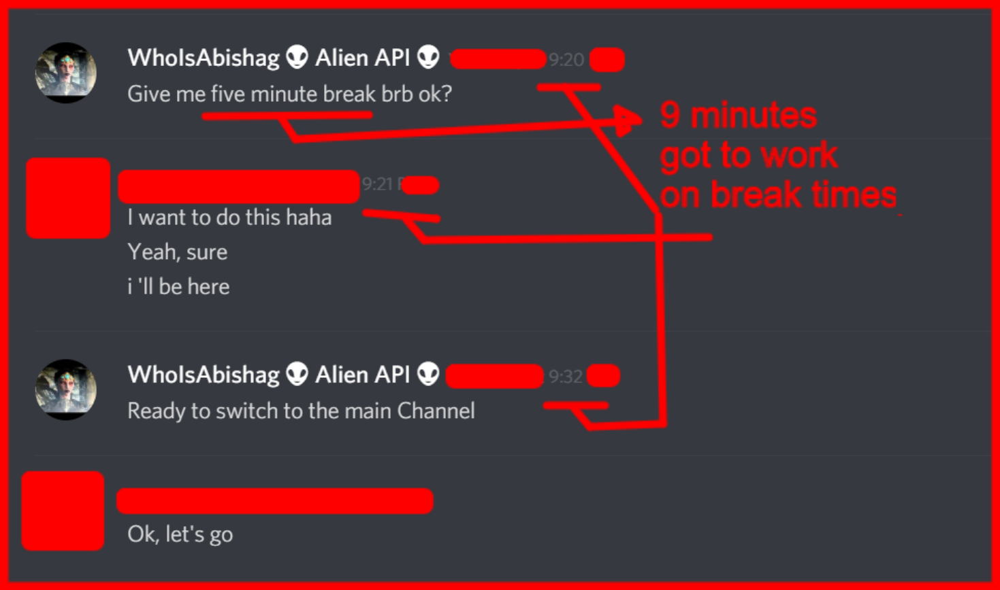 WhoIsAbishag 👽 Alien API 👽 9:20
Give me five minute break brb ok?
9 minutes
got to work
on break times
9:21 P
I want to do this haha
Yeah, sure
i 'll be here
WhoIsAbishag 👽 Alien API 👽 9:32
Ready to switch to the main Channel
Ok, let's go